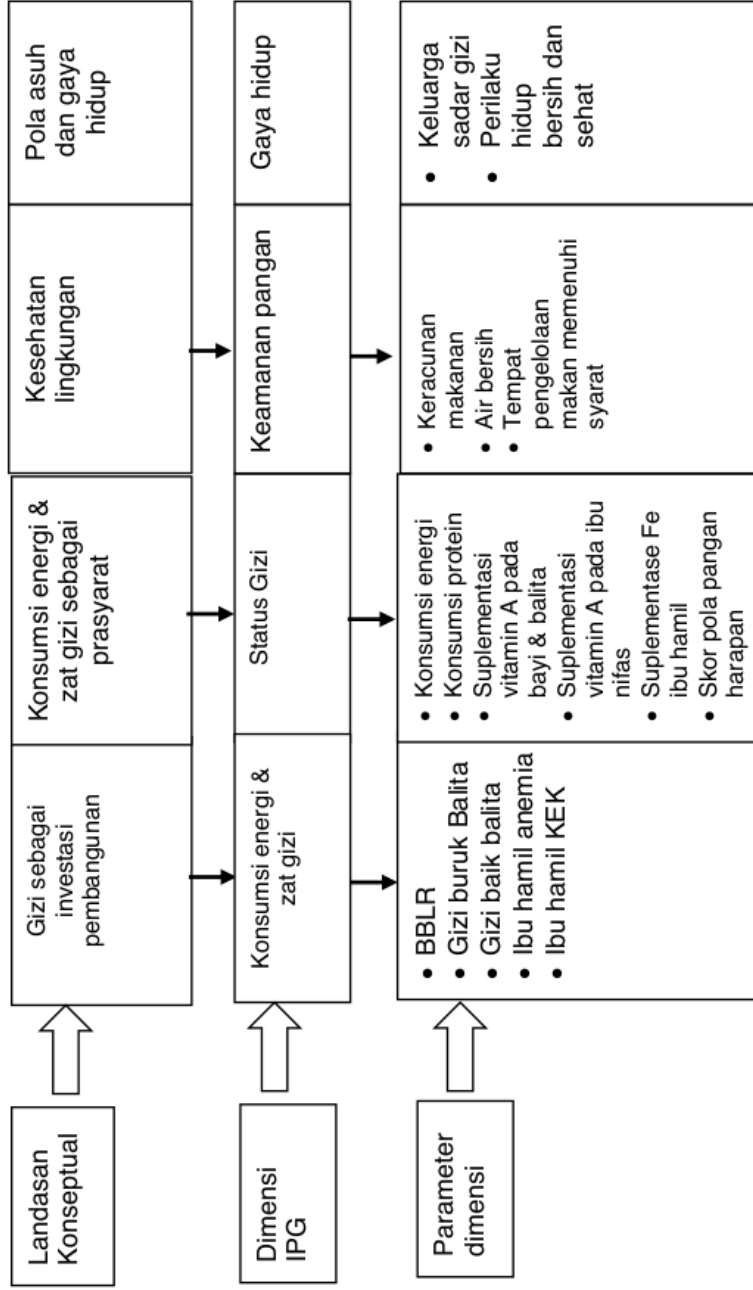 Landasan
Konseptual
Gizi sebagai
investasi
pembangunan
Konsumsi energi &
zat gizi sebagai
prasyarat
Kesehatan
lingkungan
Pola asuh
dan gaya
hidup
Dimensi
IPG
Konsumsi energi &
zat gizi
Status Gizi
Keamanan pangan
Gaya hidup
Parameter
dimensi
• BBLR
• Gizi buruk Balita
• Gizi baik balita
• Ibu hamil anemia
• Ibu hamil KEK
• Konsumsi energi
• Konsumsi protein
• Suplementasi
vitamin A pada
bayi & balita
• Suplementasi
vitamin A pada ibu
nifas
• Suplementase Fe
ibu hamil
• Skor pola pangan
harapan
• Keracunan
makanan
• Air bersih
• Tempat
pengelolaan
makan memenuhi
syarat
• Keluarga
sadar gizi
• Perilaku
hidup
bersih dan
sehat